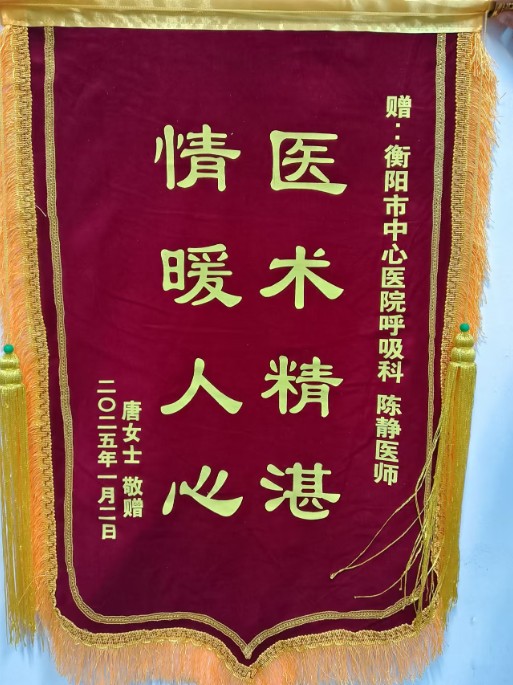 赠：衡阳市中心医院呼吸科 陈静医师
医术精湛
情暖人心
唐女士 敬赠
二〇二五年一月二日